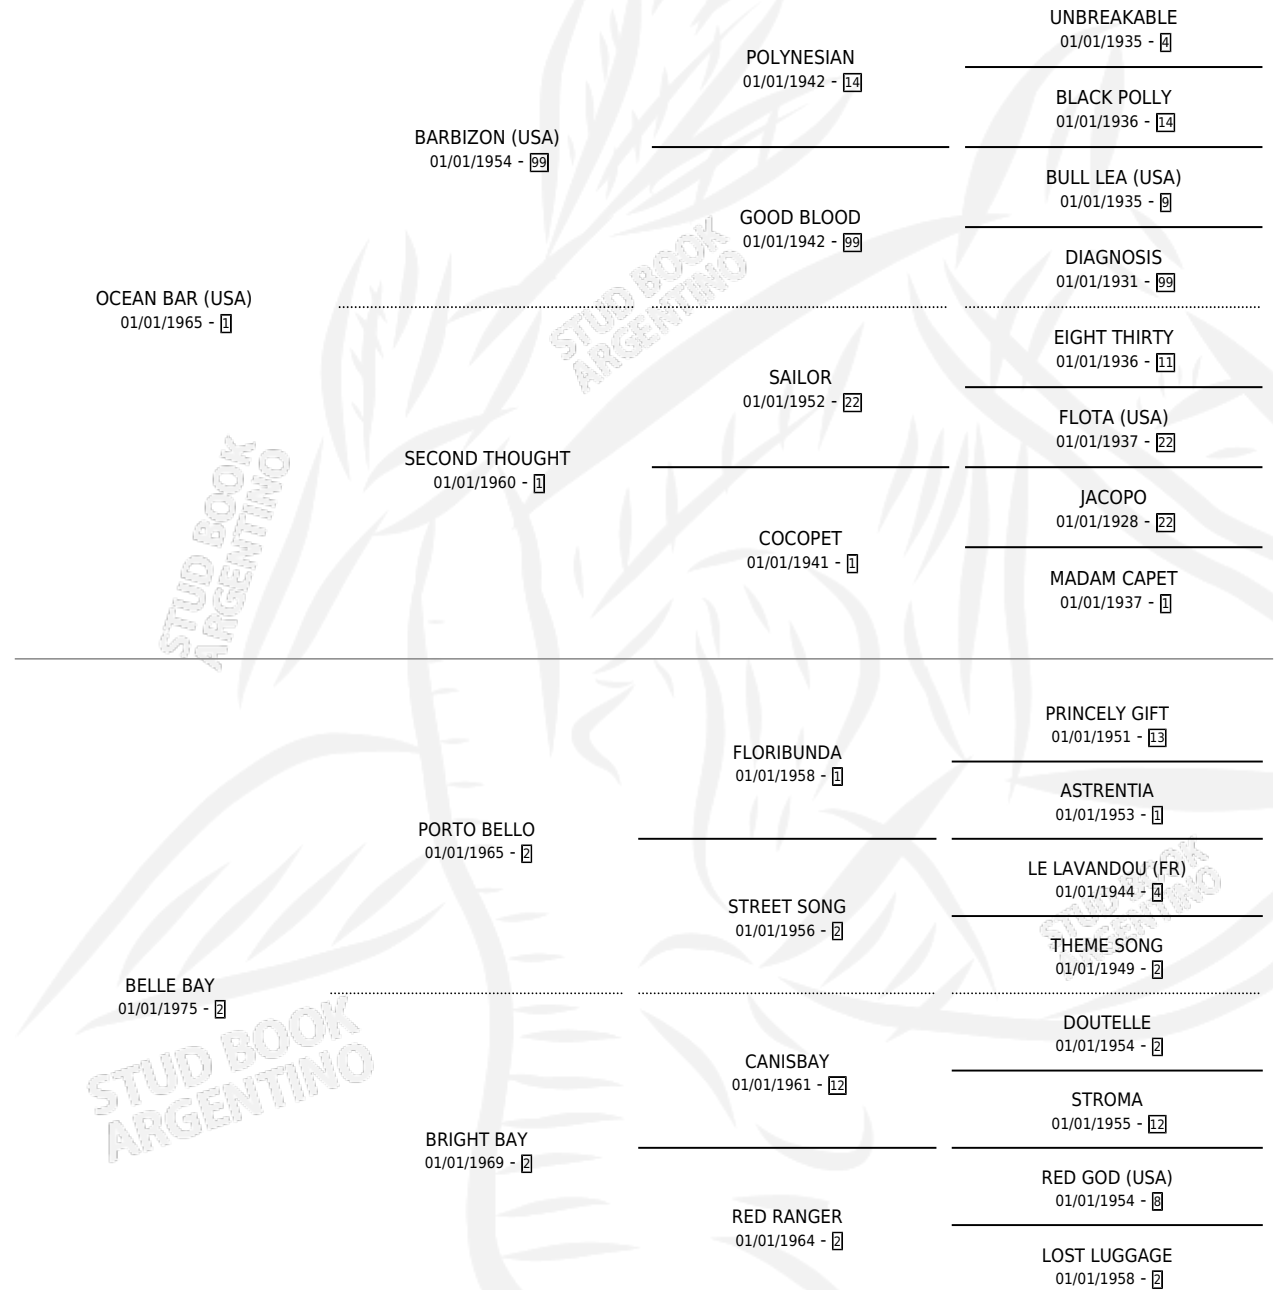 UNBREAKABLE
01/01/1935 - 4
POLYNESIAN
01/01/1942 - 14
BLACK POLLY
01/01/1936 - 14
BARBIZON (USA)
01/01/1954 - 99
BULL LEA (USA)
01/01/1935 - 9
GOOD BLOOD
01/01/1942 - 99
DIAGNOSIS
01/01/1931 - 99
OCEAN BAR (USA)
01/01/1965 - 1
EIGHT THIRTY
01/01/1936 - 11
SAILOR
01/01/1952 - 22
FLOTA (USA)
01/01/1937 - 22
SECOND THOUGHT
01/01/1960 - 1
JACOPO
01/01/1928 - 22
COCOPET
01/01/1941 - 1
MADAM CAPET
01/01/1937 - 1
PRINCELY GIFT
01/01/1951 - 13
FLORIBUNDA
01/01/1958 - 1
ASTRENTIA
01/01/1953 - 1
PORTO BELLO
01/01/1965 - 2
LE LAVANDOU (FR)
01/01/1944 - 4
STREET SONG
01/01/1956 - 2
THEME SONG
01/01/1949 - 2
BELLE BAY
01/01/1975 - 2
DOUTELLE
01/01/1954 - 2
CANISBAY
01/01/1961 - 12
STROMA
01/01/1955 - 12
BRIGHT BAY
01/01/1969 - 2
RED GOD (USA)
01/01/1954 - 8
RED RANGER
01/01/1964 - 2
LOST LUGGAGE
01/01/1958 - 2
STUD BOOK
ARGENTINO
STUD BOOK
ARGENTINO
STUD BOOK
ARGENTINO
STUD BOOK
ARGENTINO